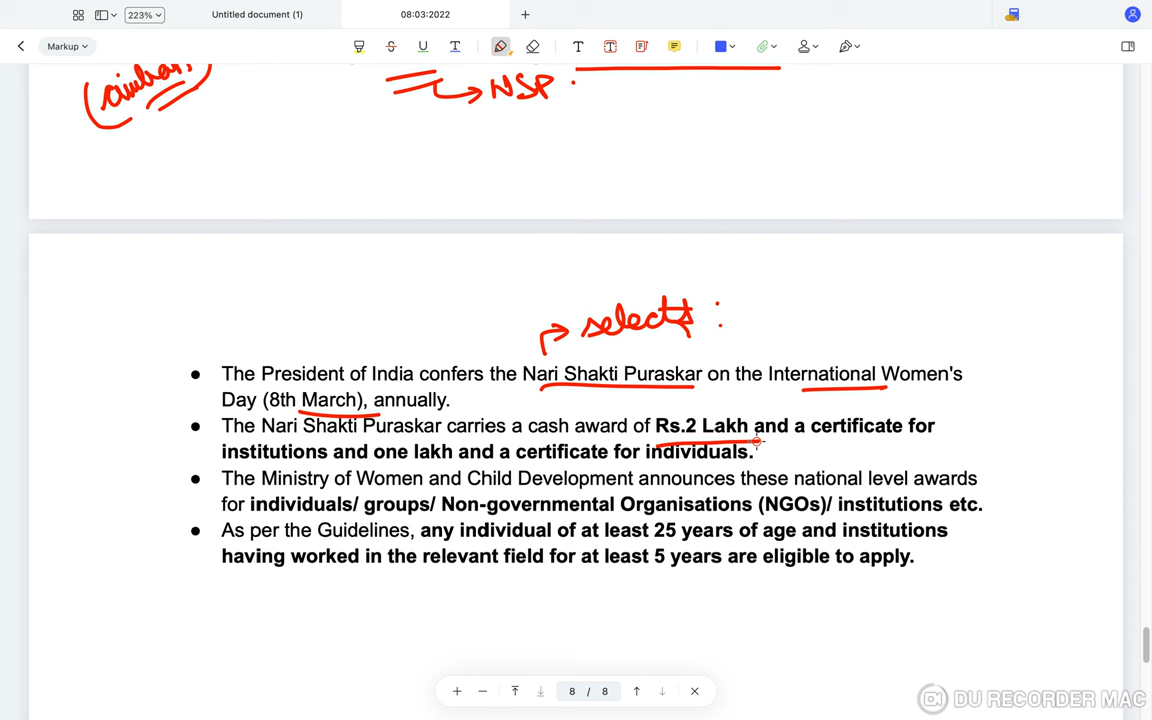 223%
Untitled document (1)
08:03:2022
Markup
NSP
selects :
The President of India confers the Nari Shakti Puraskar on the International Women's
Day (8th March), annually.
The Nari Shakti Puraskar carries a cash award of Rs.2 Lakh and a certificate for
institutions and one lakh and a certificate for individuals.
The Ministry of Women and Child Development announces these national level awards
for individuals/ groups/ Non-governmental Organisations (NGOs)/ institutions etc.
As per the Guidelines, any individual of at least 25 years of age and institutions
having worked in the relevant field for at least 5 years are eligible to apply.
8 / 8
DU RECORDER MAC